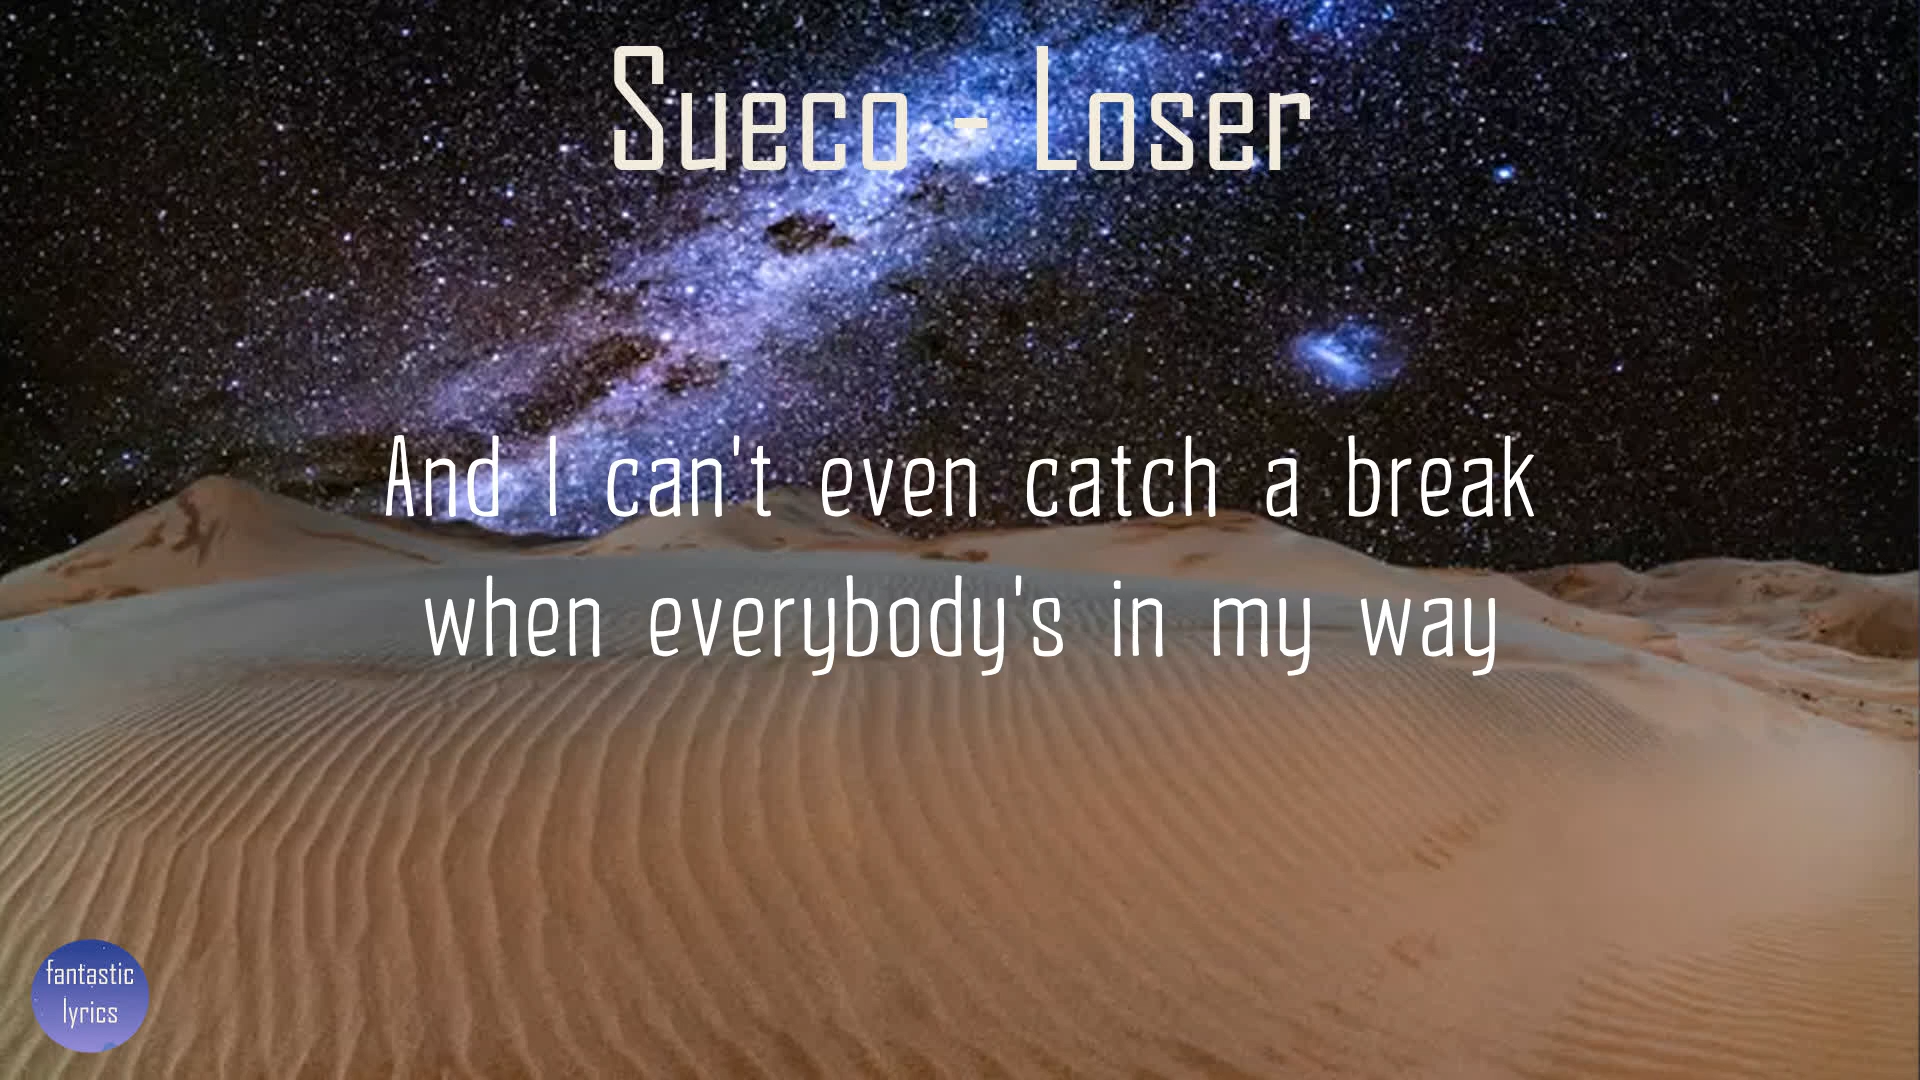 Sueco - Loser
And I can't even catch a break
when everybody's in my way
fantastic
lyrics